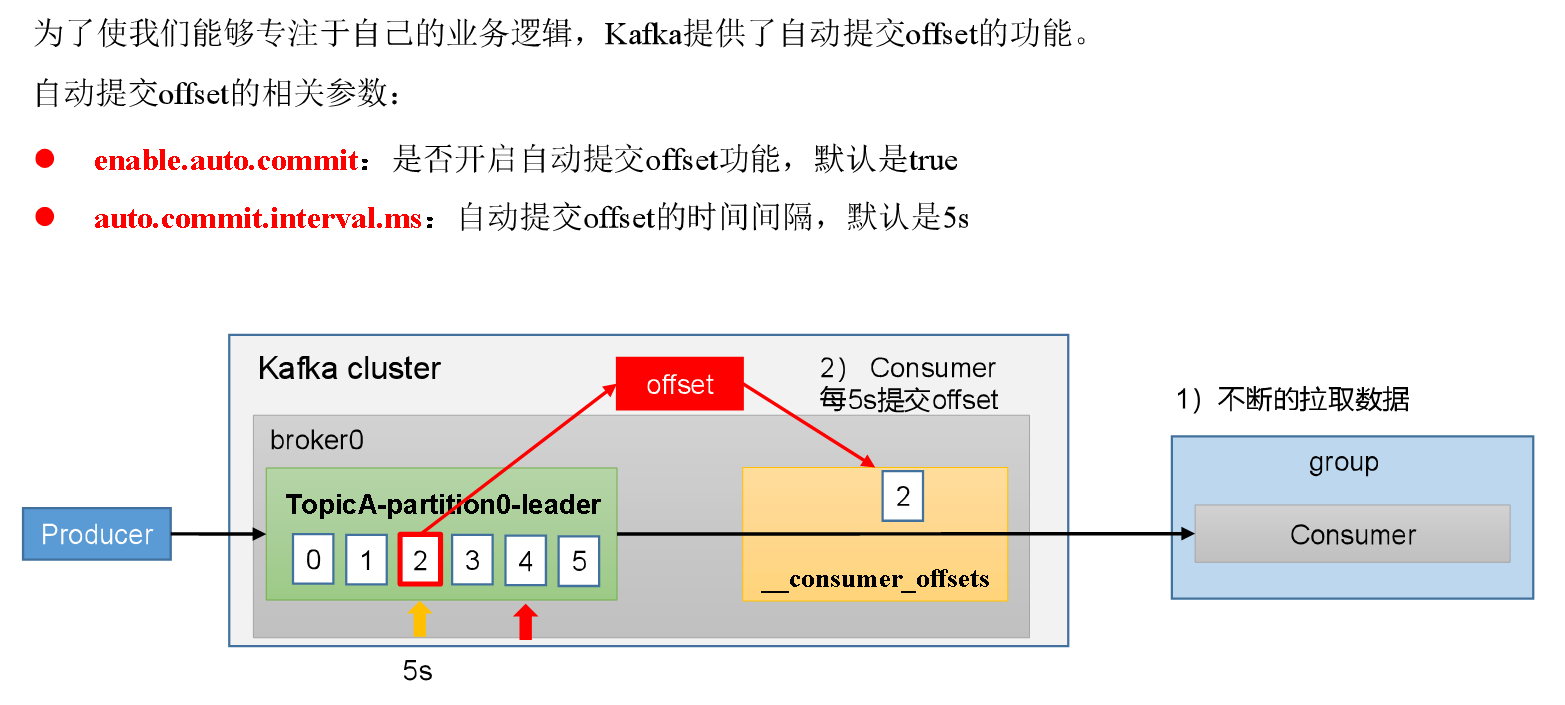 为了使我们能够专注于自己的业务逻辑，Kafka提供了自动提交offset的功能。
自动提交offset的相关参数：
● enable.auto.commit：是否开启自动提交offset功能，默认是true
● auto.commit.interval.ms：自动提交offset的时间间隔，默认是5s
Kafka cluster
offset
2） Consumer
每5s提交offset
1）不断的拉取数据
broker0
group
TopicA-partition0-leader
2
Producer
Consumer
0 1 2 3 4 5
__consumer_offsets
5s